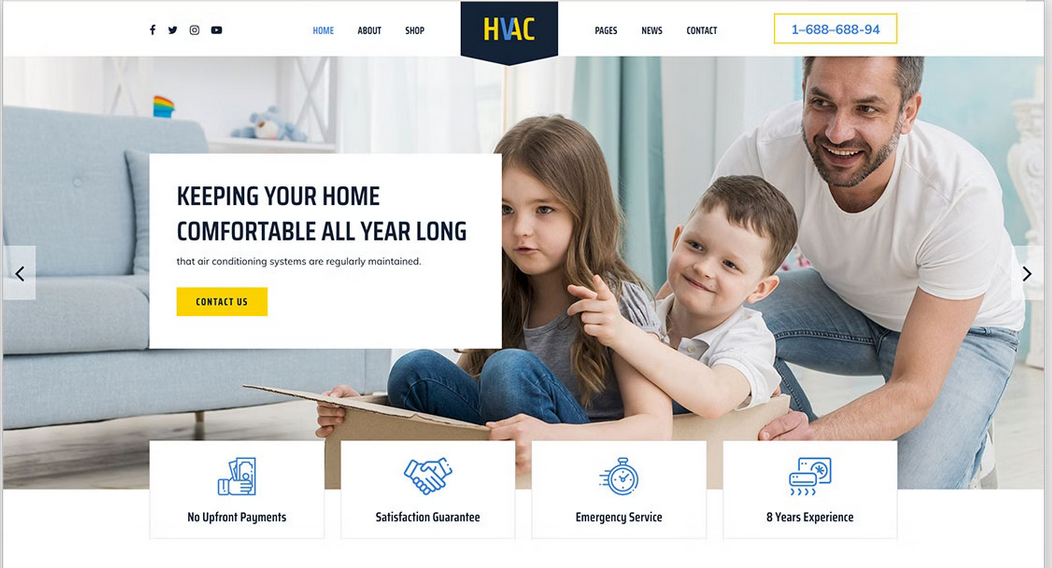 HOME ABOUT SHOP HVAC PAGES NEWS CONTACT 1–688–688-94
KEEPING YOUR HOME
COMFORTABLE ALL YEAR LONG
that air conditioning systems are regularly maintained.
CONTACT US
No Upfront Payments
Satisfaction Guarantee
Emergency Service
8 Years Experience